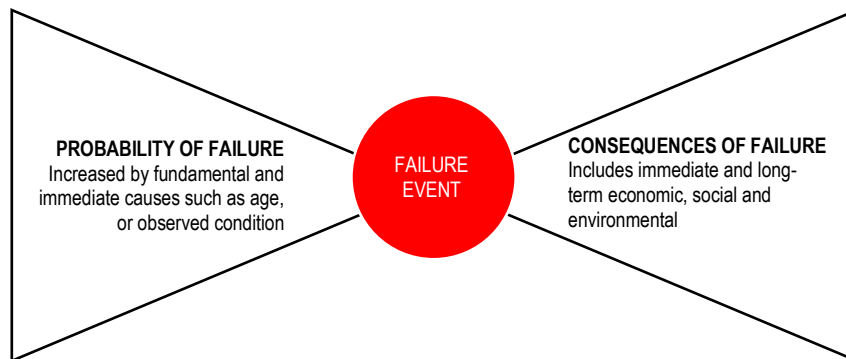 PROBABILITY OF FAILURE
Increased by fundamental and
immediate causes such as age,
or observed condition
FAILURE
EVENT
CONSEQUENCES OF FAILURE
Includes immediate and long-
term economic, social and
environmental